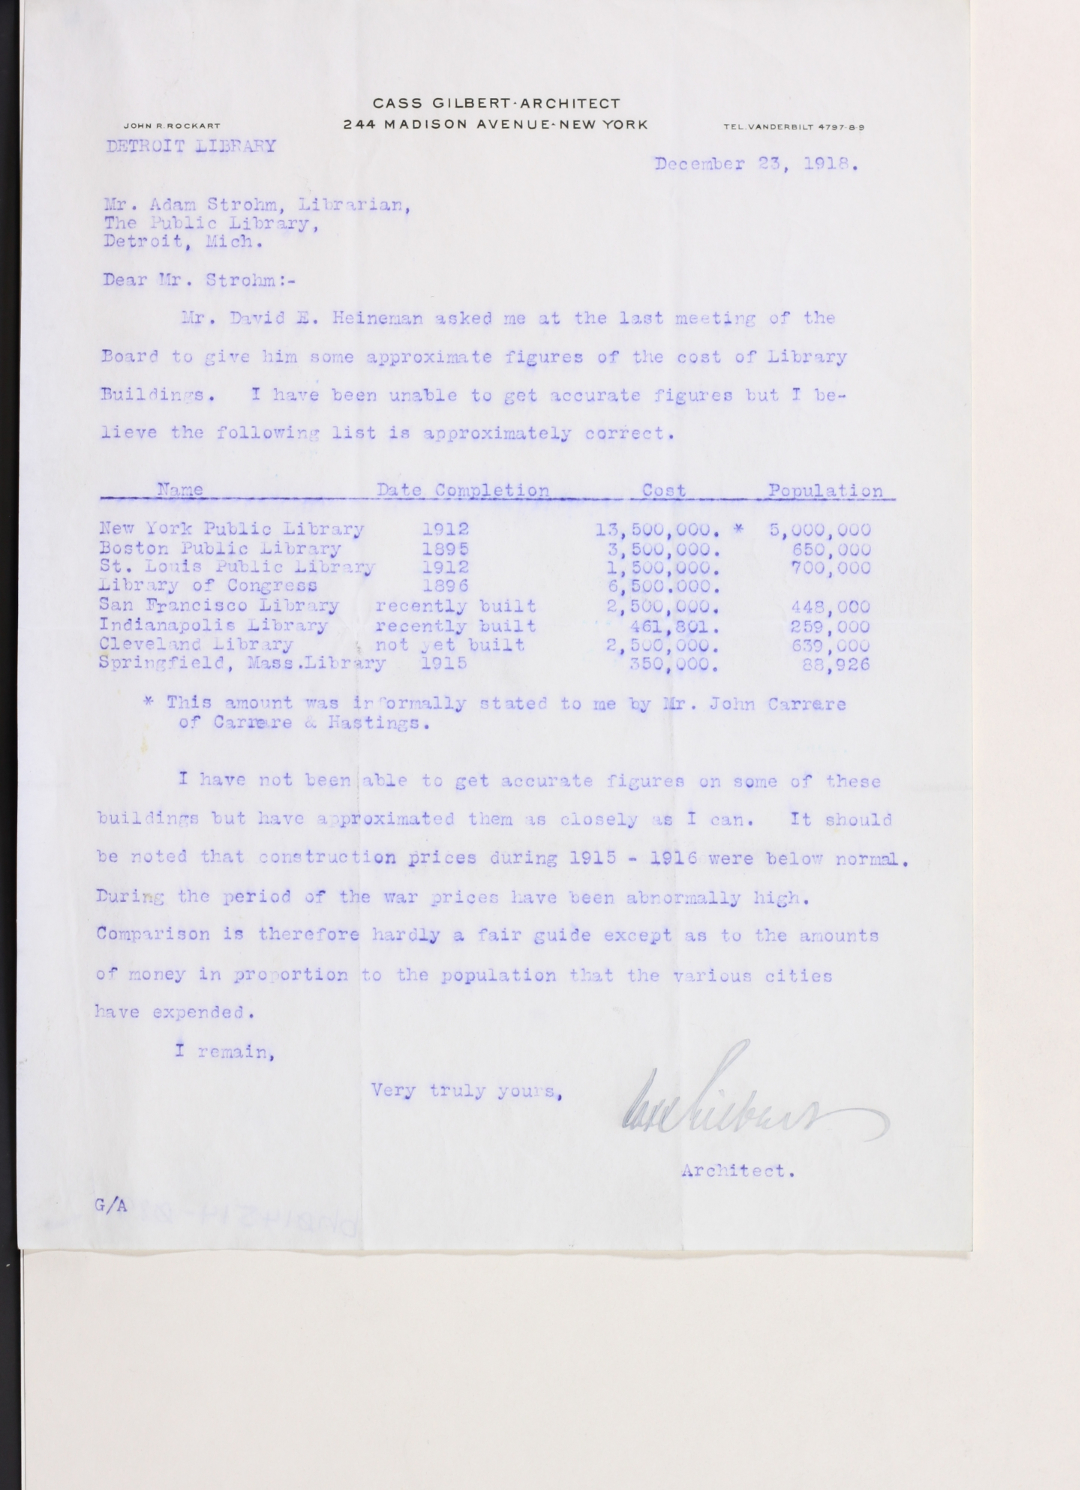 CASS GILBERT·ARCHITECT
JOHN R. ROCKART 244 MADISON AVENUE·NEW YORK TEL. VANDERBILT 4797-8-9
DETROIT LIBRARY
December 23, 1918.
Mr. Adam Strohm, Librarian,
The Public Library,
Detroit, Mich.
Dear Mr. Strohm:-
Mr. David E. Heineman asked me at the last meeting of the
Board to give him some approximate figures of the cost of Library
Buildings. I have been unable to get accurate figures but I be-
lieve the following list is approximately correct.
Name Date Completion Cost Population
New York Public Library 1912 13,500,000. * 5,000,000
Boston Public Library 1895 3,500,000. 650,000
St. Louis Public Library 1912 1,500,000. 700,000
Library of Congress 1896 6,500.000.
San Francisco Library recently built 2,500,000. 448,000
Indianapolis Library recently built 461,801. 259,000
Cleveland Library not yet built 2,500,000. 639,000
Springfield, Mass.Library 1915 350,000. 88,926
* This amount was informally stated to me by Mr. John Carrere
of Carrere & Hastings.
I have not been able to get accurate figures on some of these
buildings but have approximated them as closely as I can. It should
be noted that construction prices during 1915 - 1916 were below normal.
During the period of the war prices have been abnormally high.
Comparison is therefore hardly a fair guide except as to the amounts
of money in proportion to the population that the various cities
have expended.
I remain,
Very truly yours,
Cass Gilbert
Architect.
G/A